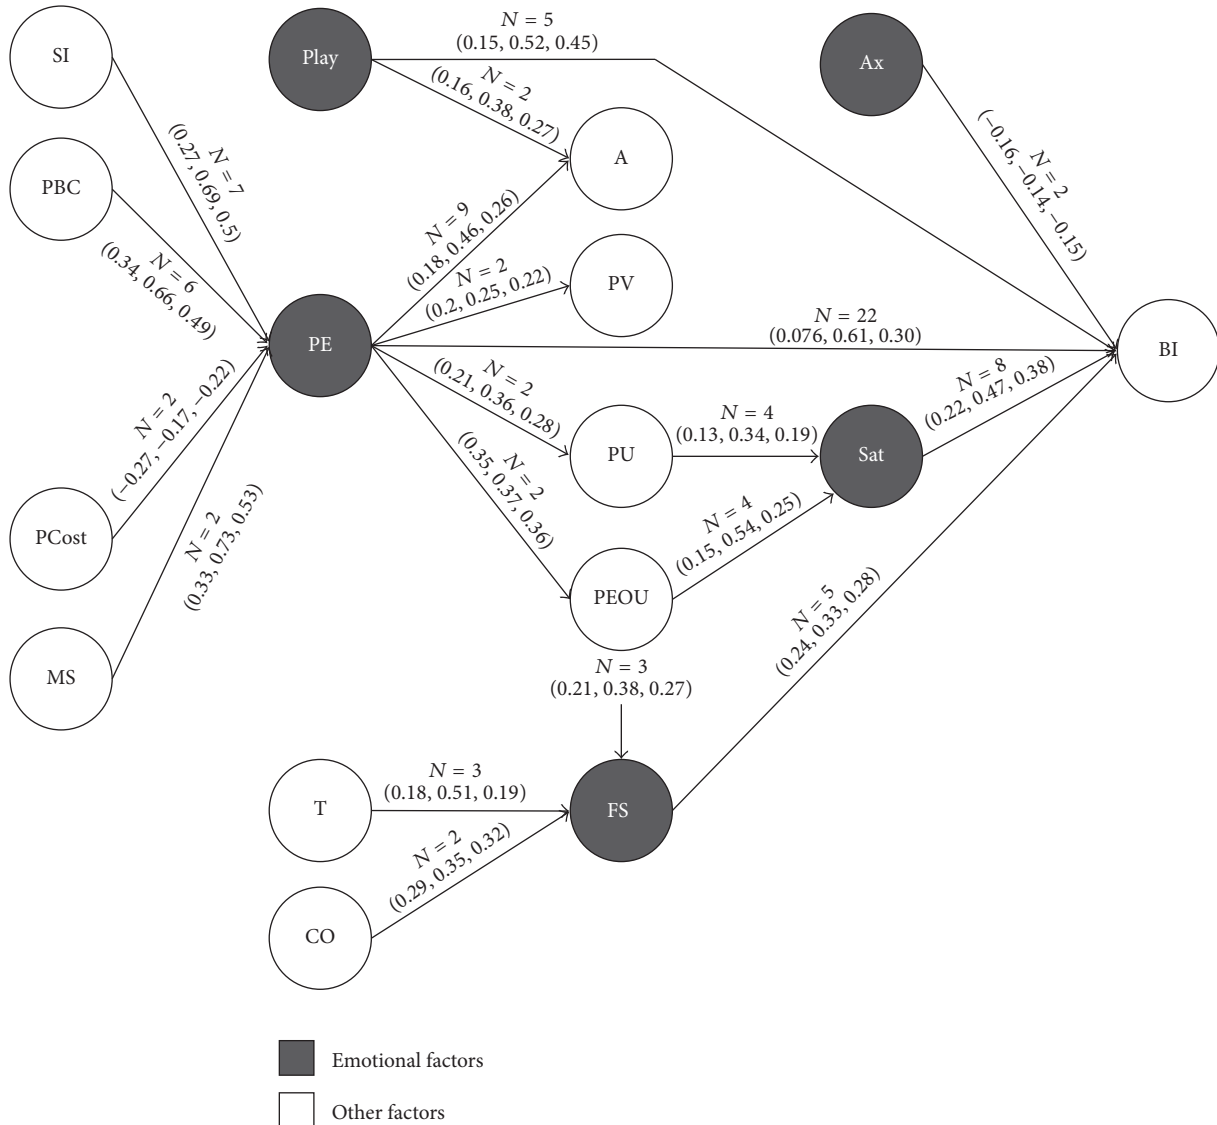 SI
Play
N = 5
(0.15, 0.52, 0.45)
Ax
N = 2
(0.16, 0.38, 0.27)
N = 7
(0.27, 0.69, 0.5)
PBC
A
N = 2
(−0.16, −0.14, −0.15)
N = 6
(0.34, 0.66, 0.49)
N = 9
(0.18, 0.46, 0.26)
N = 2
(0.2, 0.25, 0.22)
PV
PE
N = 22
(0.076, 0.61, 0.30)
BI
N = 2
(−0.27, −0.17, −0.22)
N = 2
(0.21, 0.36, 0.28)
N = 8
(0.22, 0.47, 0.38)
PU
N = 4
(0.13, 0.34, 0.19)
Sat
N = 2
(0.35, 0.37, 0.36)
PCost
N = 2
(0.33, 0.73, 0.53)
N = 4
(0.15, 0.54, 0.25)
PEOU
N = 5
(0.24, 0.33, 0.28)
MS
N = 3
(0.21, 0.38, 0.27)
T
N = 3
(0.18, 0.51, 0.19)
FS
N = 2
(0.29, 0.35, 0.32)
CO
Emotional factors
Other factors